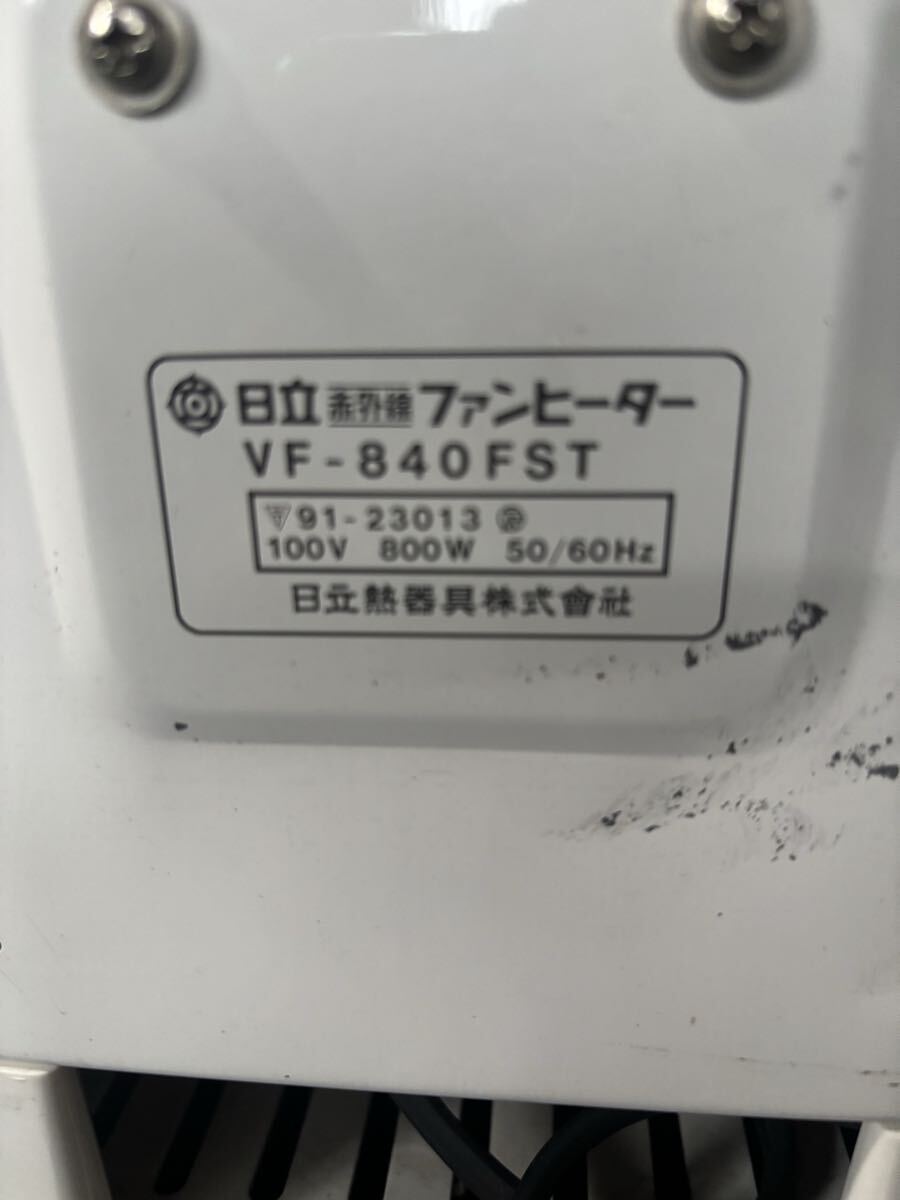 日立赤外線ファンヒーター
VF-840FST
▽91-23013
100V 800W 50/60Hz
日立熱器具株式會社